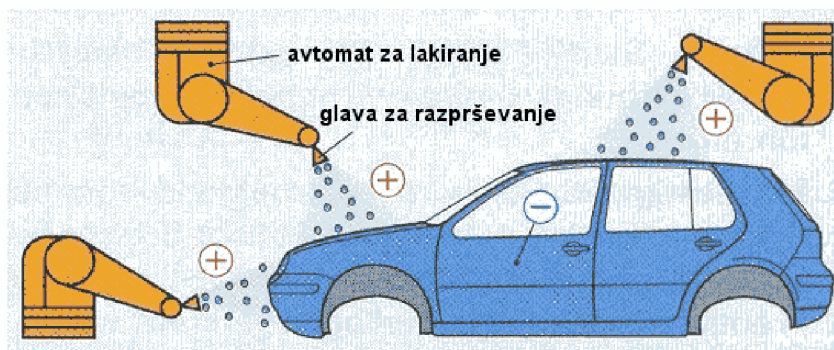 avtomat za lakiranje
glava za razprševanje
+
+
+
−